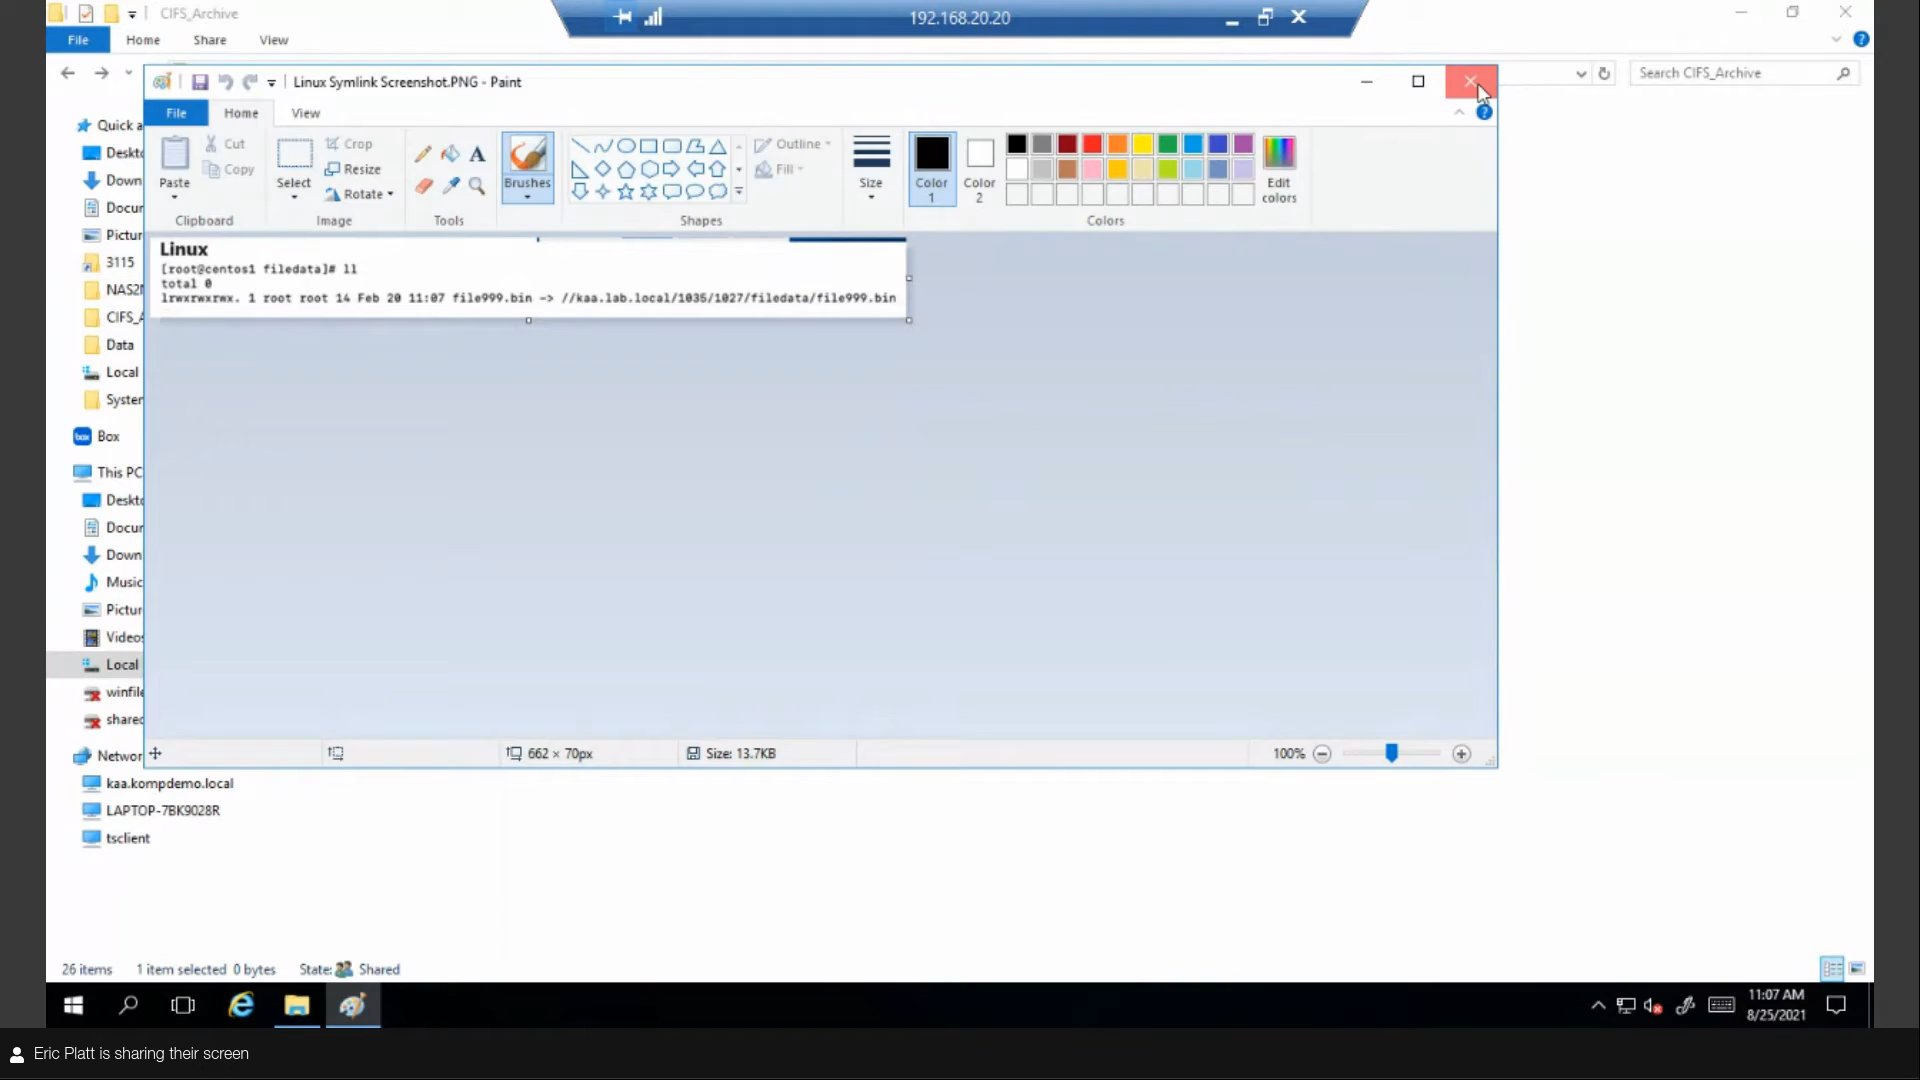 CIFS_Archive
192.168.20.20
File Home Share View
Search CIFS_Archive
Linux Symlink Screenshot.PNG - Paint
File Home View
Paste
Cut
Copy
Clipboard
Select
Crop
Resize
Rotate
Image
Tools
Brushes
Outline
Fill
Shapes
Size
Color
1
Color
2
Edit
colors
Colors
Linux
[root@centos1 filedata]# ll
total 0
lrwxrwxrwx. 1 root root 14 Feb 20 11:07 file999.bin -> //kaa.lab.local/1035/1027/filedata/file999.bin
Quick a
Deskto
Down
Docur
Pictur
3115
NAS2
CIFS_A
Data
Local
Syster
Box
This PC
Deskto
Docur
Down
Music
Pictur
Videos
Local
winfile
shared
Networ
kaa.kompdemo.local
LAPTOP-7BK9028R
tsclient
662 × 70px
Size: 13.7KB
100%
26 items 1 item selected 0 bytes State: Shared
11:07 AM
8/25/2021
Eric Platt is sharing their screen